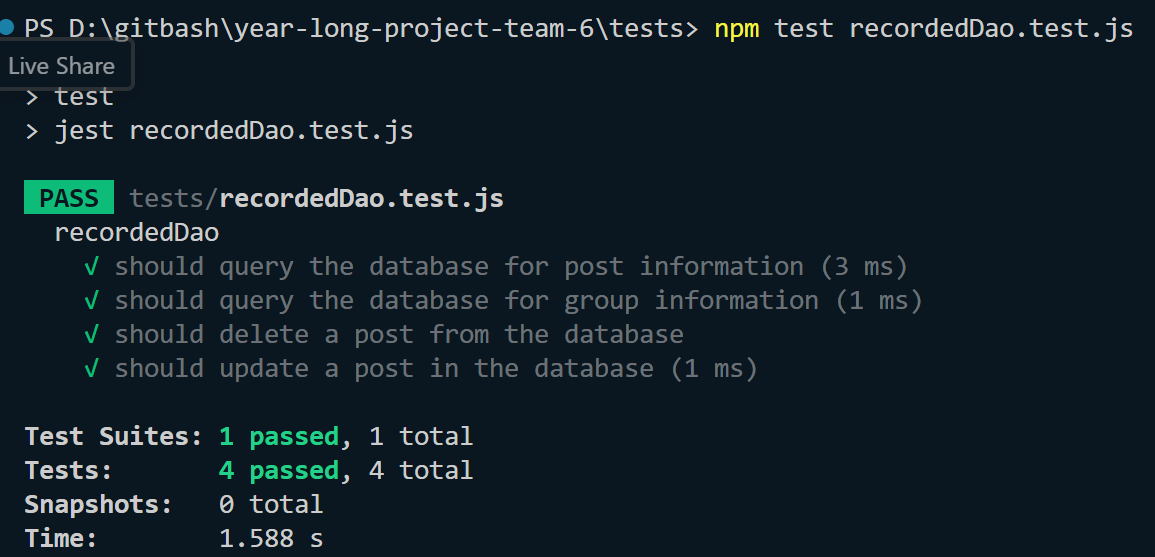 PS D:\gitbash\year-long-project-team-6\tests> npm test recordedDao.test.js
Live Share
> test
> jest recordedDao.test.js
PASS tests/recordedDao.test.js
recordedDao
√ should query the database for post information (3 ms)
√ should query the database for group information (1 ms)
√ should delete a post from the database
√ should update a post in the database (1 ms)
Test Suites: 1 passed, 1 total
Tests: 4 passed, 4 total
Snapshots: 0 total
Time: 1.588 s